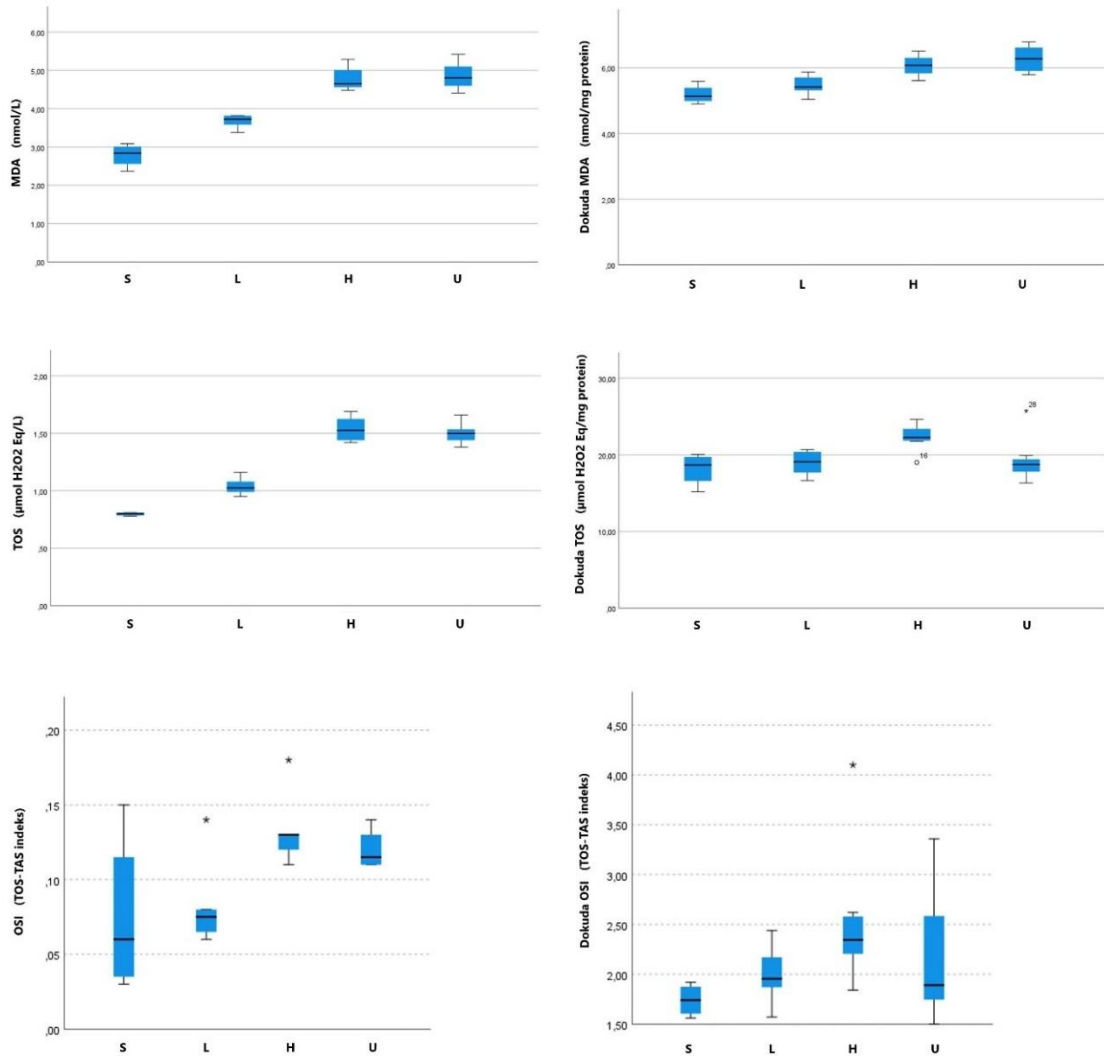 MDA (nmol/L)
6,00
5,00
4,00
3,00
2,00
1,00
,00
S L H U
Dokuda MDA (nmol/mg protein)
6,00
4,00
2,00
,00
S L H U
TOS (µmol H2O2 Eq/L)
2,00
1,50
1,00
,50
,00
S L H U
Dokuda TOS (µmol H2O2 Eq/mg protein)
30,00
20,00
10,00
,00
16
28
S L H U
OSI (TOS-TAS indeks)
,20
,15
,10
,05
,00
S L H U
Dokuda OSI (TOS-TAS indeks)
4,50
4,00
3,50
3,00
2,50
2,00
1,50
S L H U